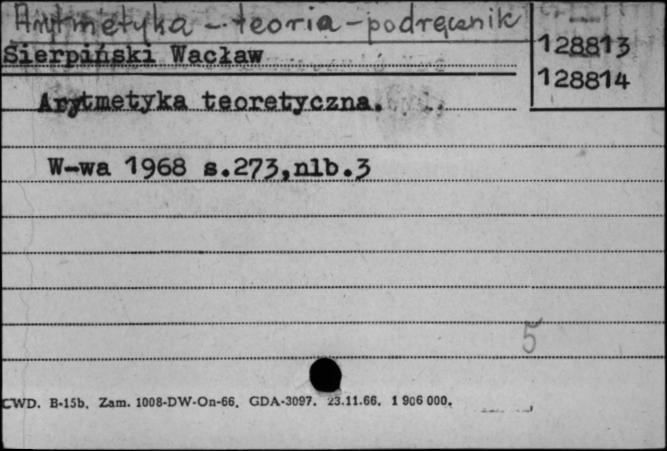 Arytmetyka – teoria – podręcznik
Sierpiński Wacław
128813
128814
Arytmetyka teoretyczna.
W-wa 1968 s.273,nlb.3
5
CWD. B-15b. Zam. 1008-DW-On-66. GDA-3097. 23.11.66. 1 906 000.